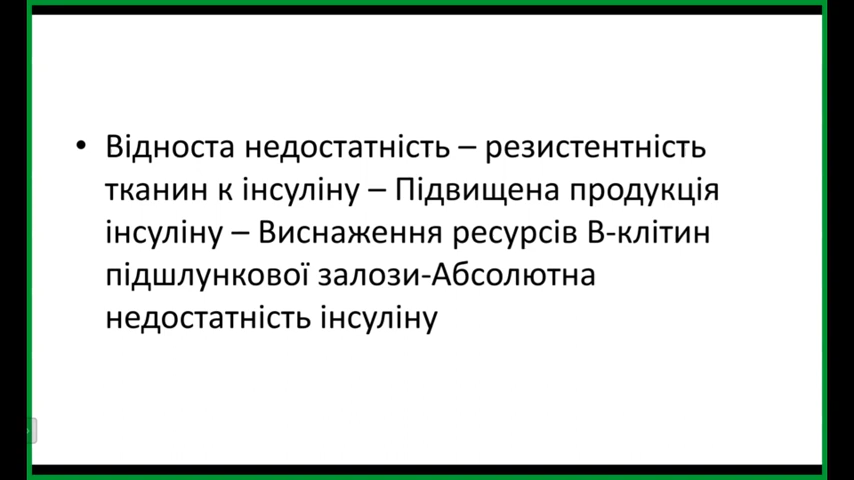 • Відноста недостатність – резистентність
тканин к інсуліну – Підвищена продукція
інсуліну – Виснаження ресурсів В-клітин
підшлункової залози-Абсолютна
недостатність інсуліну